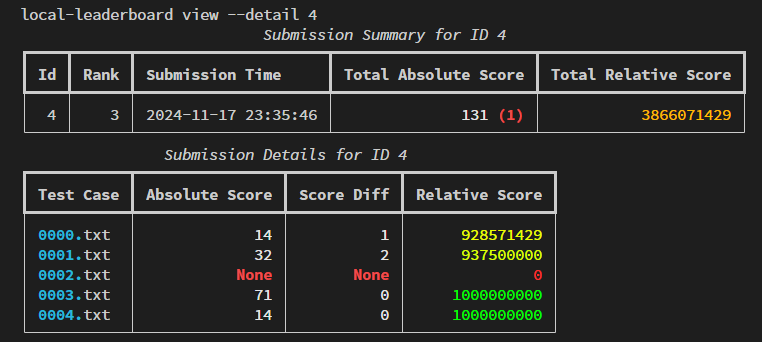 local-leaderboard view --detail 4
Submission Summary for ID 4
Id Rank Submission Time Total Absolute Score Total Relative Score
4 3 2024-11-17 23:35:46 131 (1) 3866071429
Submission Details for ID 4
Test Case Absolute Score Score Diff Relative Score
0000.txt 14 1 928571429
0001.txt 32 2 937500000
0002.txt None None 0
0003.txt 71 0 1000000000
0004.txt 14 0 1000000000